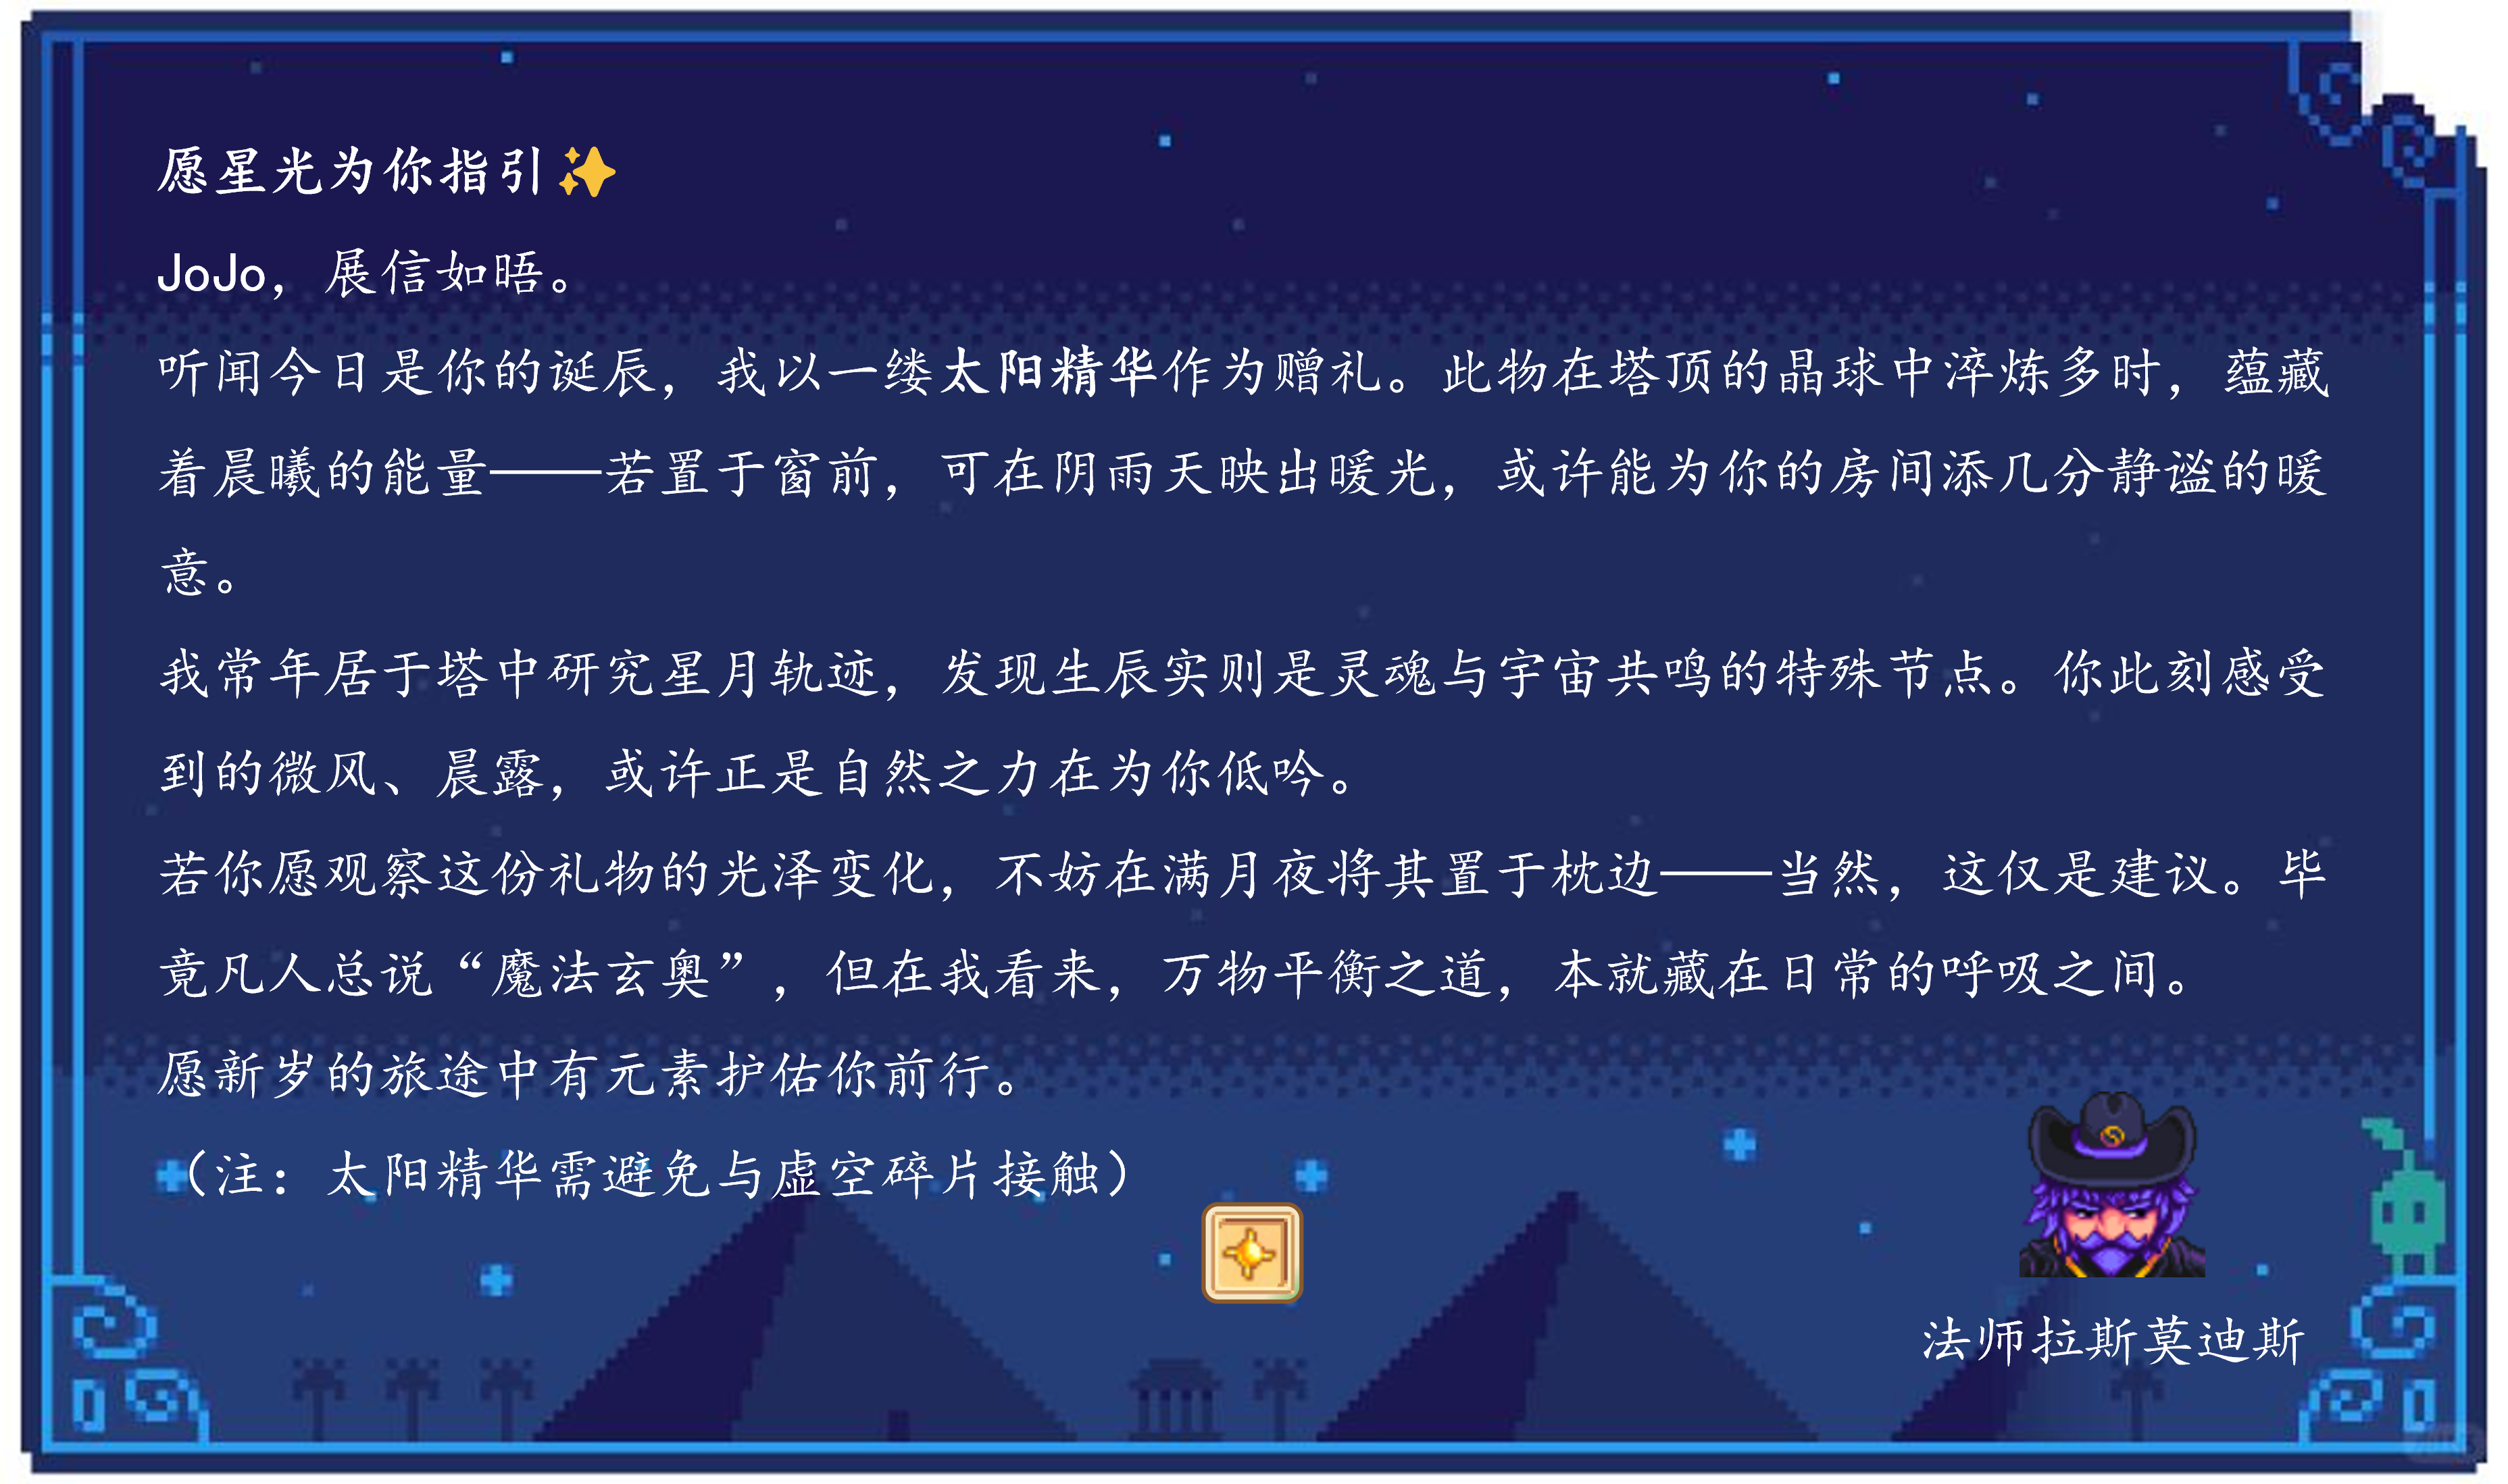 愿星光为你指引✨
JoJo，展信如晤。
听闻今日是你的诞辰，我以一缕太阳精华作为赠礼。此物在塔顶的晶球中淬炼多时，蕴藏
着晨曦的能量——若置于窗前，可在阴雨天映出暖光，或许能为你的房间添几分静谧的暖
意。
我常年居于塔中研究星月轨迹，发现生辰实则是灵魂与宇宙共鸣的特殊节点。你此刻感受
到的微风、晨露，或许正是自然之力在为你低吟。
若你愿观察这份礼物的光泽变化，不妨在满月夜将其置于枕边——当然，这仅是建议。毕
竟凡人总说“魔法玄奥”，但在我看来，万物平衡之道，本就藏在日常的呼吸之间。
愿新岁的旅途中有元素护佑你前行。
（注：太阳精华需避免与虚空碎片接触）
法师拉斯莫迪斯